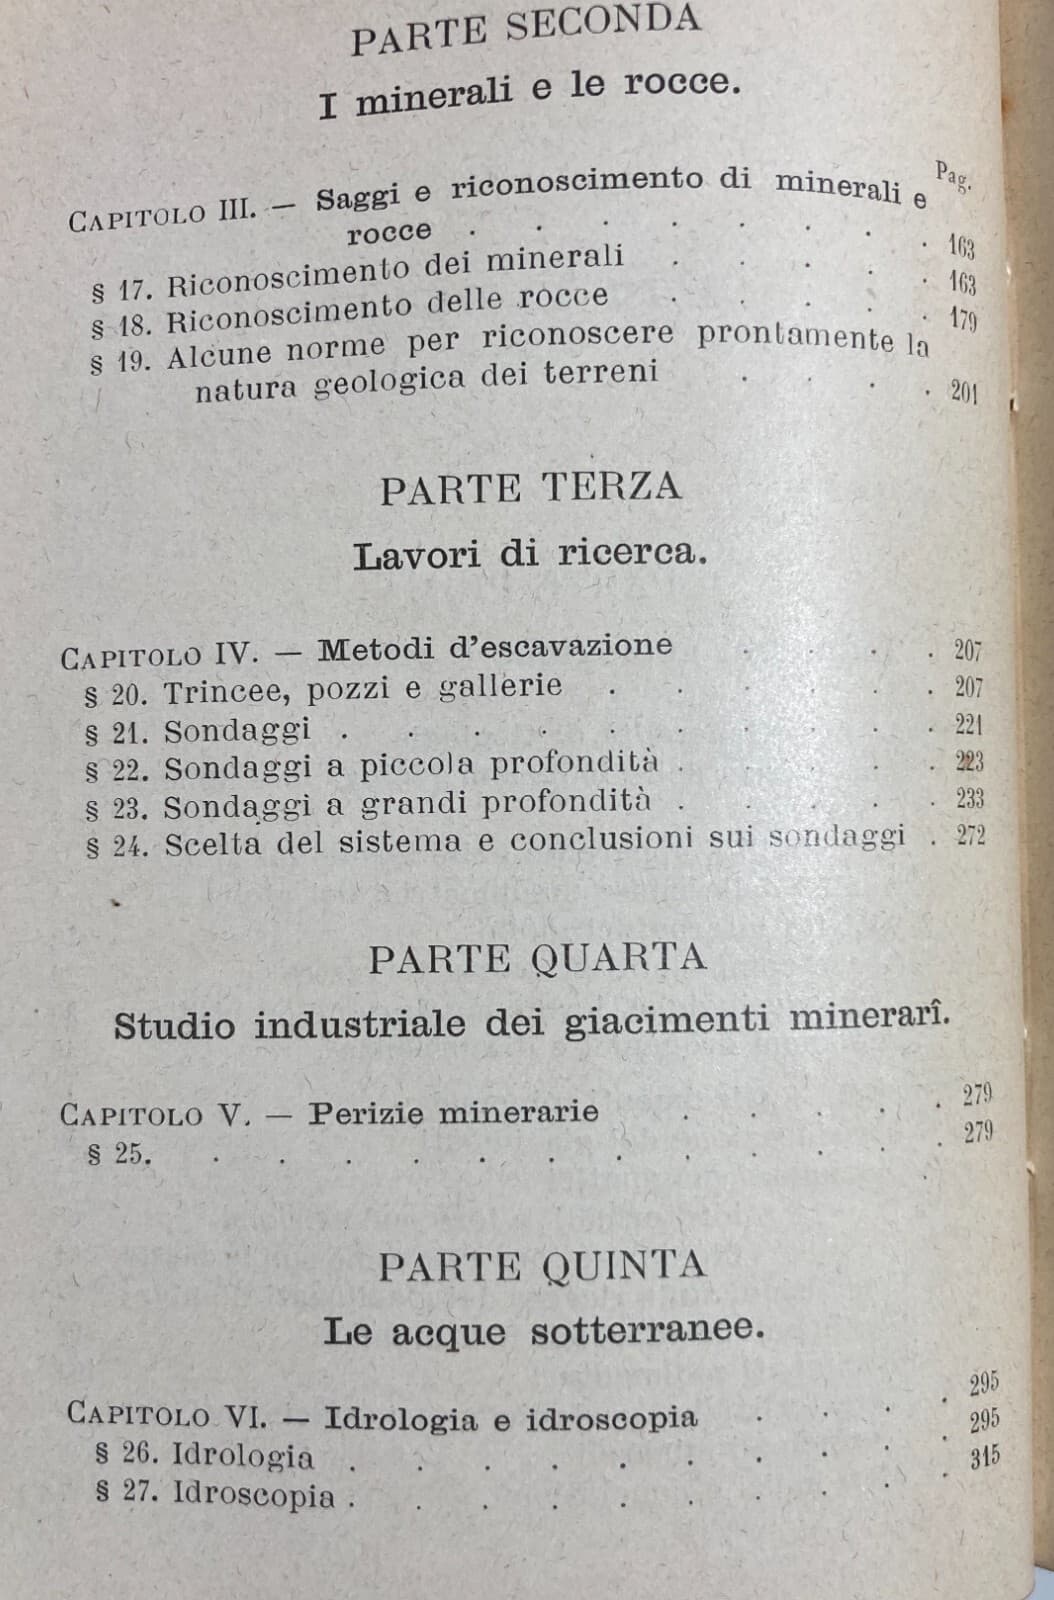 PARTE SECONDA
I minerali e le rocce.
Pag.
CAPITOLO III. — Saggi e riconoscimento di minerali e
rocce . . . . . . . . 163
§ 17. Riconoscimento dei minerali . . . . . 163
§ 18. Riconoscimento delle rocce . . . . . 179
§ 19. Alcune norme per riconoscere prontamente la
natura geologica dei terreni . . . . 201
PARTE TERZA
Lavori di ricerca.
CAPITOLO IV. — Metodi d'escavazione . . . . 207
§ 20. Trincee, pozzi e gallerie . . . . . . 207
§ 21. Sondaggi . . . . . . . . . . 221
§ 22. Sondaggi a piccola profondità . . . . . 223
§ 23. Sondaggi a grandi profondità . . . . . 233
§ 24. Scelta del sistema e conclusioni sui sondaggi . 272
PARTE QUARTA
Studio industriale dei giacimenti minerarî.
CAPITOLO V. — Perizie minerarie . . . . . 279
§ 25. . . . . . . . . . . . . 279
PARTE QUINTA
Le acque sotterranee.
CAPITOLO VI. — Idrologia e idroscopia . . . . 295
§ 26. Idrologia . . . . . . . . . . 295
§ 27. Idroscopia . . . . . . . . . . 315